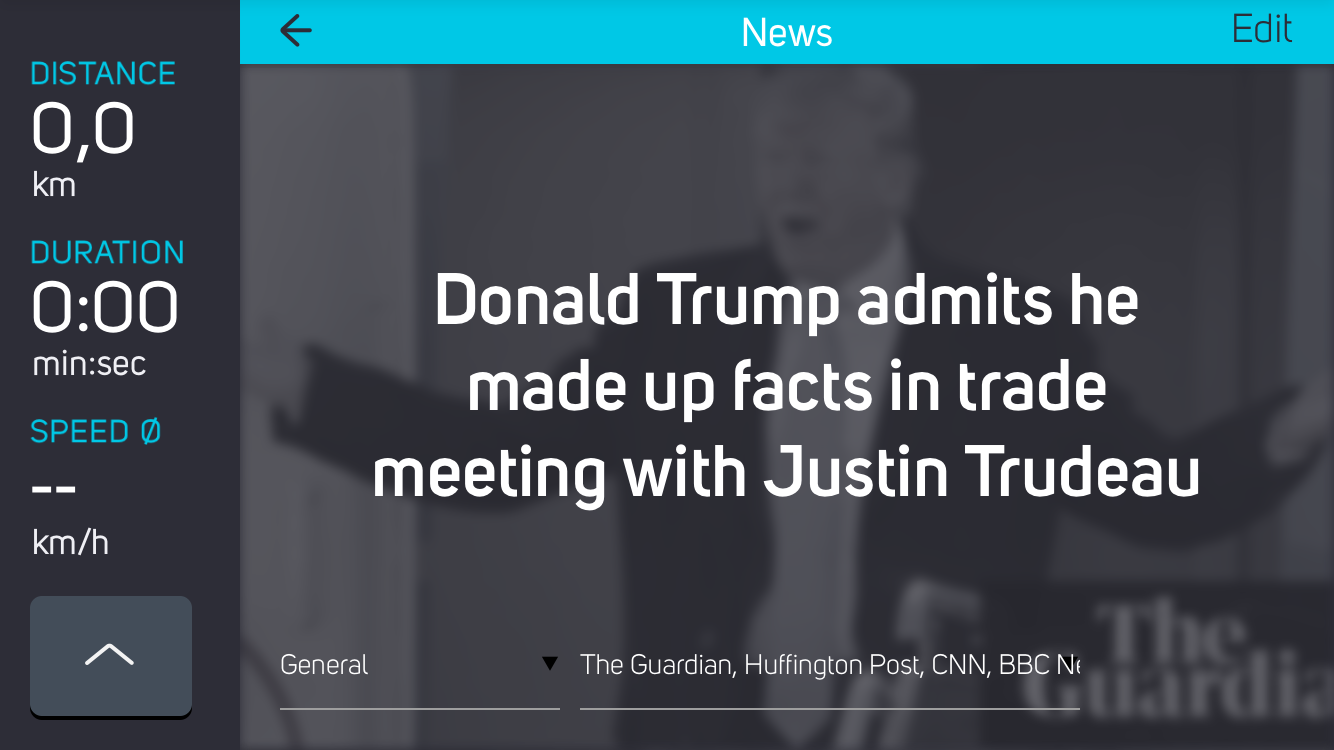 DISTANCE
0,0
km
DURATION
0:00
min:sec
SPEED Ø
--
km/h
News
Edit
Donald Trump admits he
made up facts in trade
meeting with Justin Trudeau
General
The Guardian, Huffington Post, CNN, BBC Ne
The
Guardia